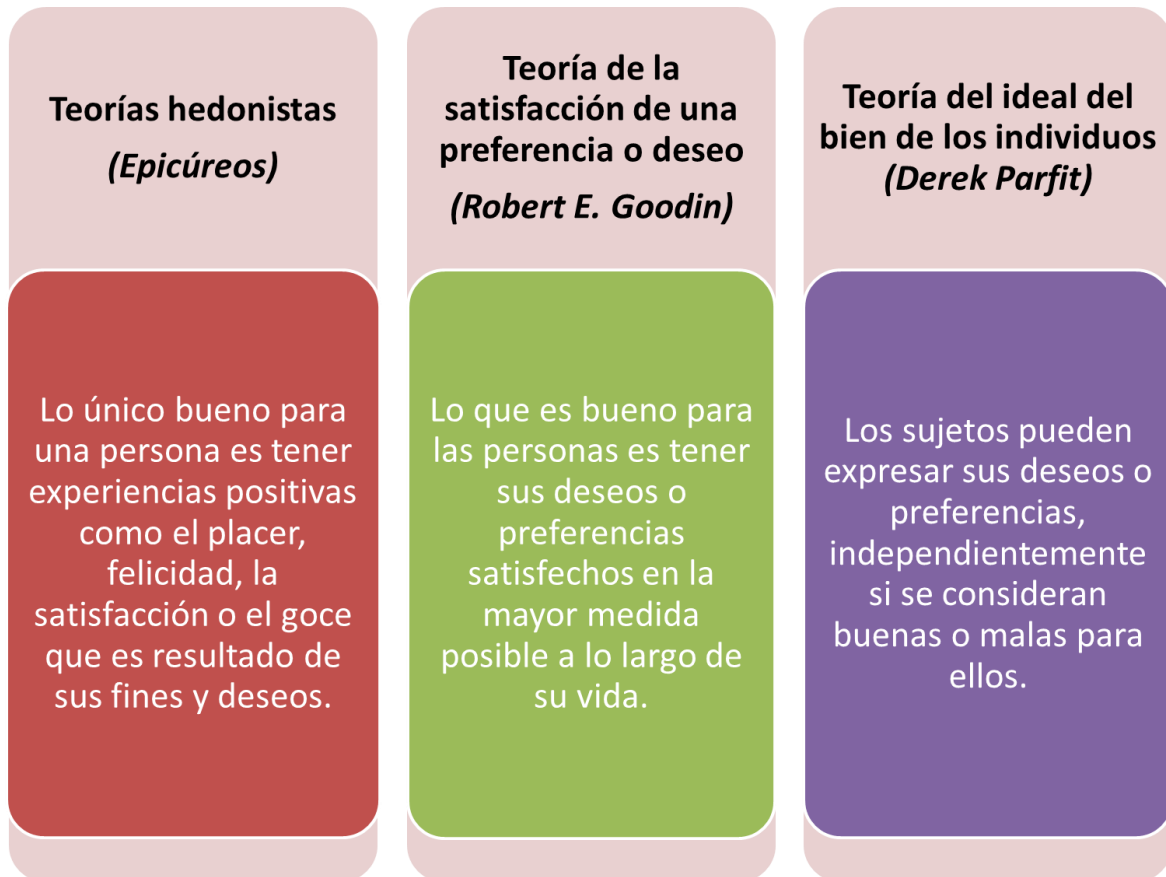 Teorías hedonistas
(Epicúreos)
Lo único bueno para
una persona es tener
experiencias positivas
como el placer,
felicidad, la
satisfacción o el goce
que es resultado de
sus fines y deseos.
Teoría de la
satisfacción de una
preferencia o deseo
(Robert E. Goodin)
Lo que es bueno para
las personas es tener
sus deseos o
preferencias
satisfechos en la
mayor medida
posible a lo largo de
su vida.
Teoría del ideal del
bien de los individuos
(Derek Parfit)
Los sujetos pueden
expresar sus deseos o
preferencias,
independientemente
si se consideran
buenas o malas para
ellos.